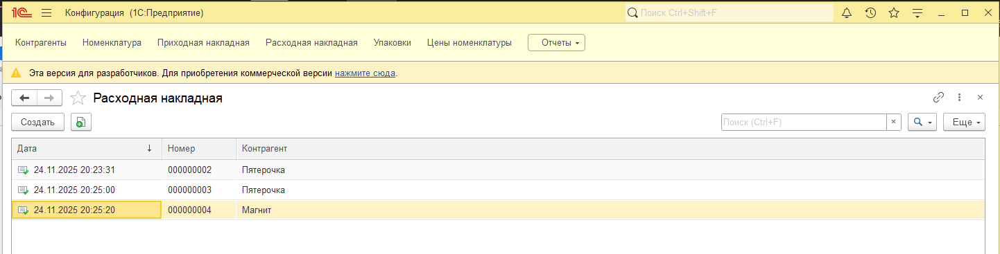 1С Конфигурация (1С:Предприятие) Поиск Ctrl+Shift+F
Контрагенты Номенклатура Приходная накладная Расходная накладная Упаковки Цены номенклатуры Отчеты
Эта версия для разработчиков. Для приобретения коммерческой версии нажмите сюда.
Расходная накладная
Создать Поиск (Ctrl+F) × Еще
Дата ↓ Номер Контрагент
24.11.2025 20:23:31 000000002 Пятерочка
24.11.2025 20:25:00 000000003 Пятерочка
24.11.2025 20:25:20 000000004 Магнит